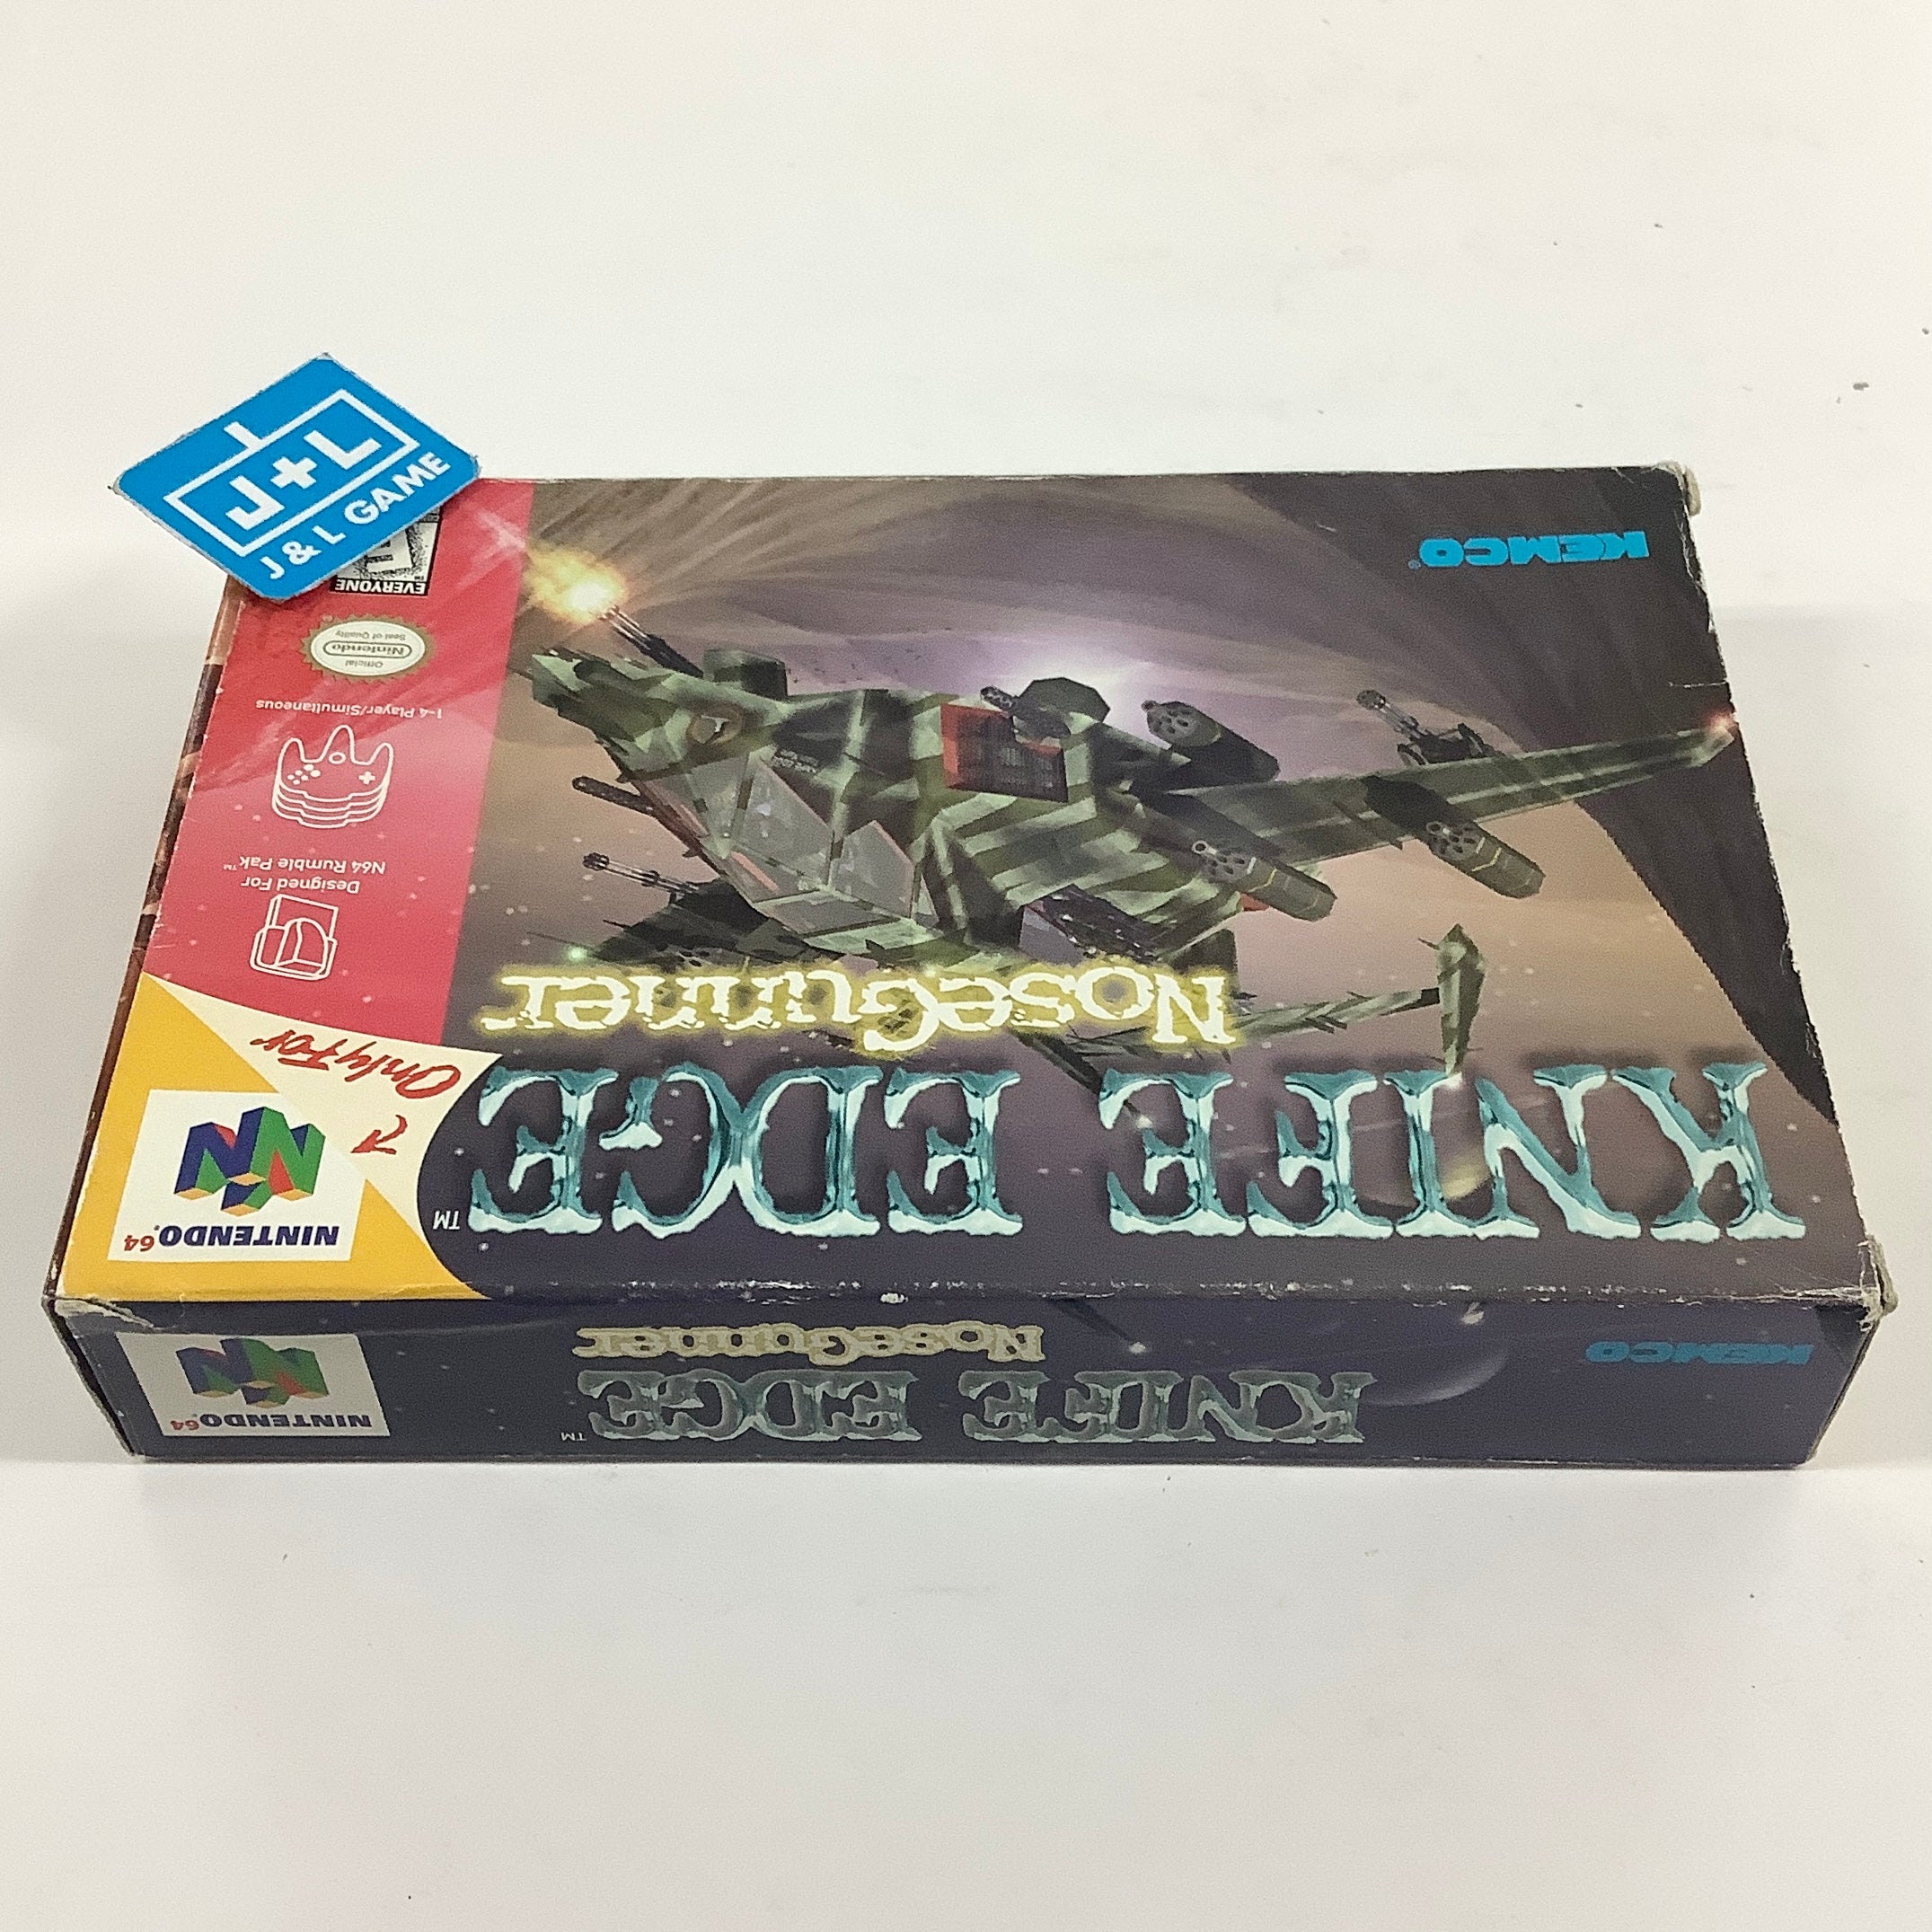 J+L
J & L GAME
KNIFE EDGE™
NoseGunner
Only For
NINTENDO 64
Designed For
N64 Rumble Pak™
1-4 Player/Simultaneous
Official
Nintendo
Seal of Quality
EVERYONE
E
KEMCO®
KEMCO
KNIFE EDGE™
NoseGunner
NINTENDO 64